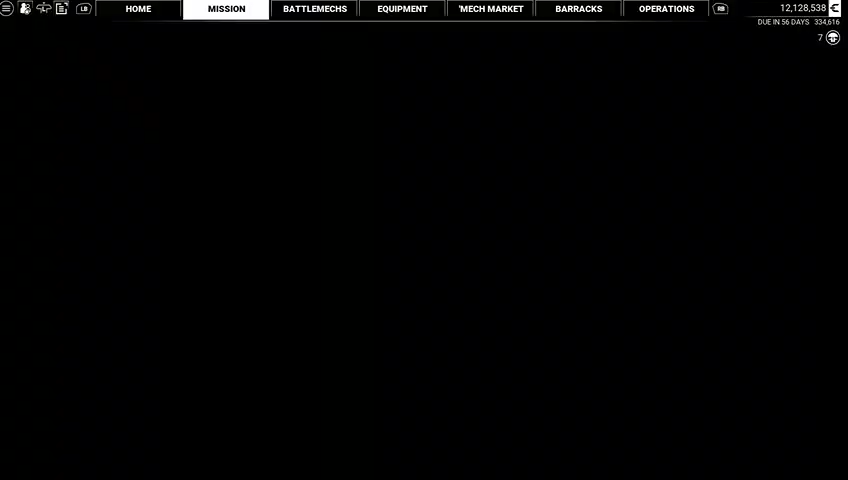 LB HOME MISSION BATTLEMECHS EQUIPMENT 'MECH MARKET BARRACKS OPERATIONS RB 12,128,538
DUE IN 56 DAYS 334,616
7